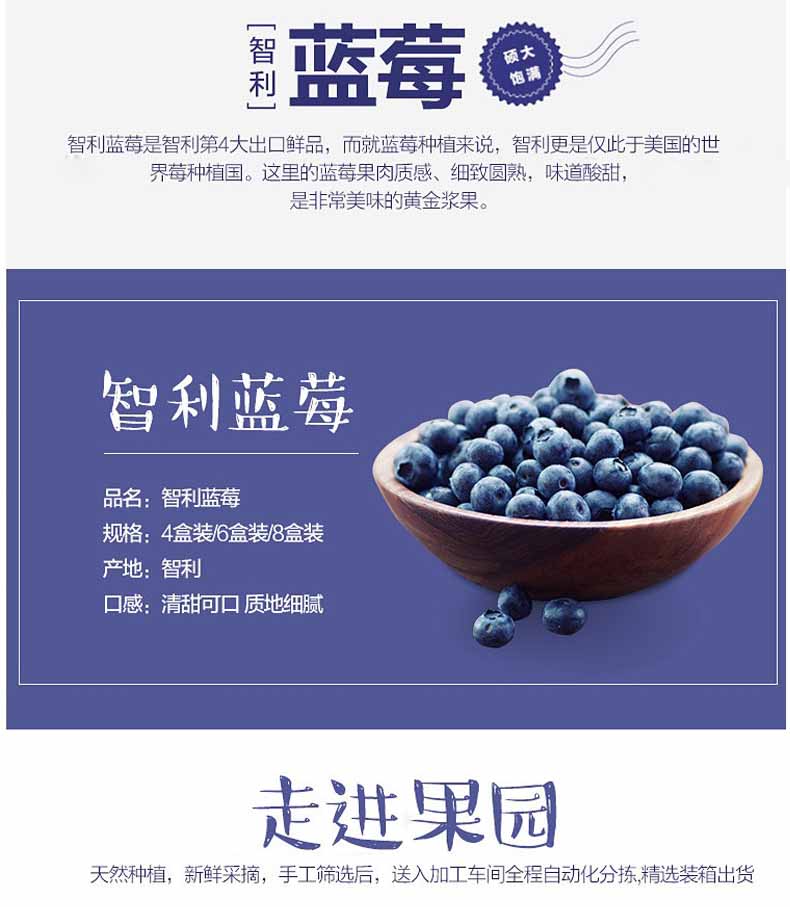 [智利]
蓝莓
硕大
饱满
智利蓝莓是智利第4大出口鲜品，而就蓝莓种植来说，智利更是仅此于美国的世
界莓种植国。这里的蓝莓果肉质感、细致圆熟，味道酸甜，
是非常美味的黄金浆果。
智利蓝莓
品名：智利蓝莓
规格：4盒装/6盒装/8盒装
产地：智利
口感：清甜可口 质地细腻
走进果园
天然种植，新鲜采摘，手工筛选后，送入加工车间全程自动化分拣,精选装箱出货